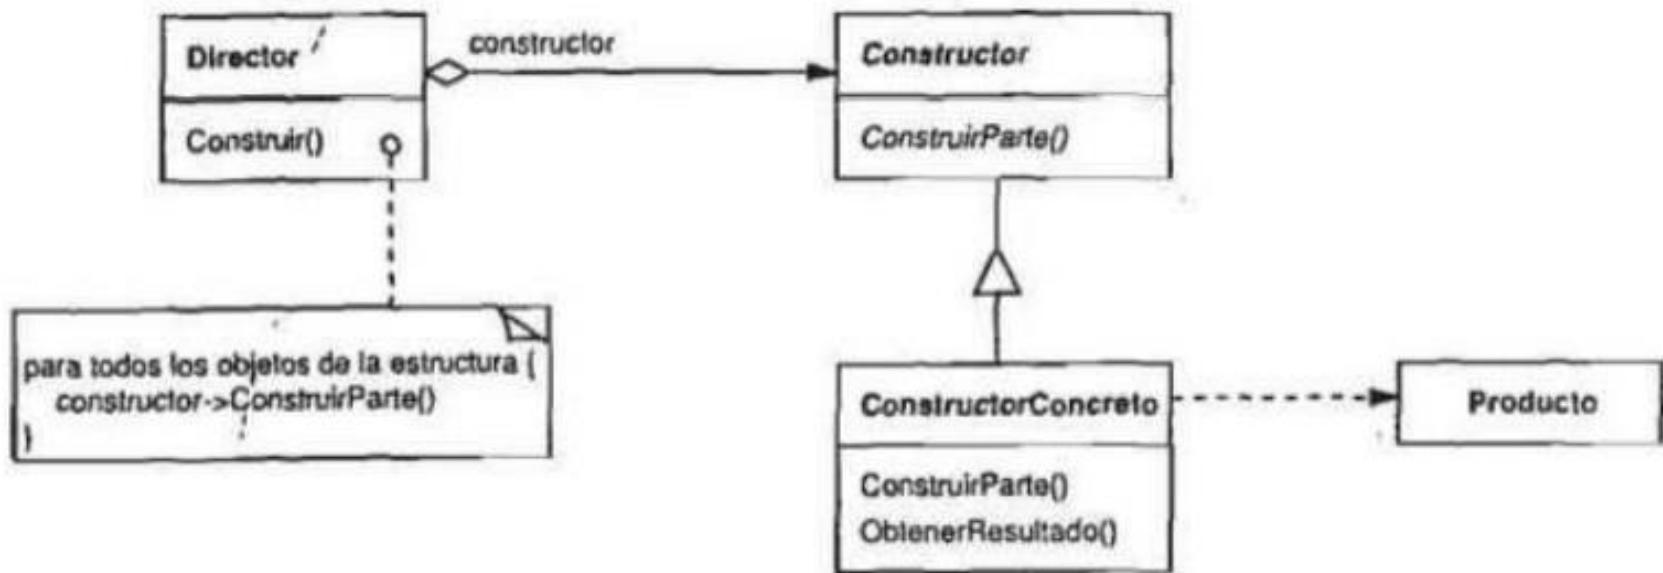 Director
constructor
Constructor
Construir()
ConstruirParte()
para todos los objetos de la estructura {
constructor->ConstruirParte()
}
ConstructorConcreto
Producto
ConstruirParte()
ObtenerResultado()